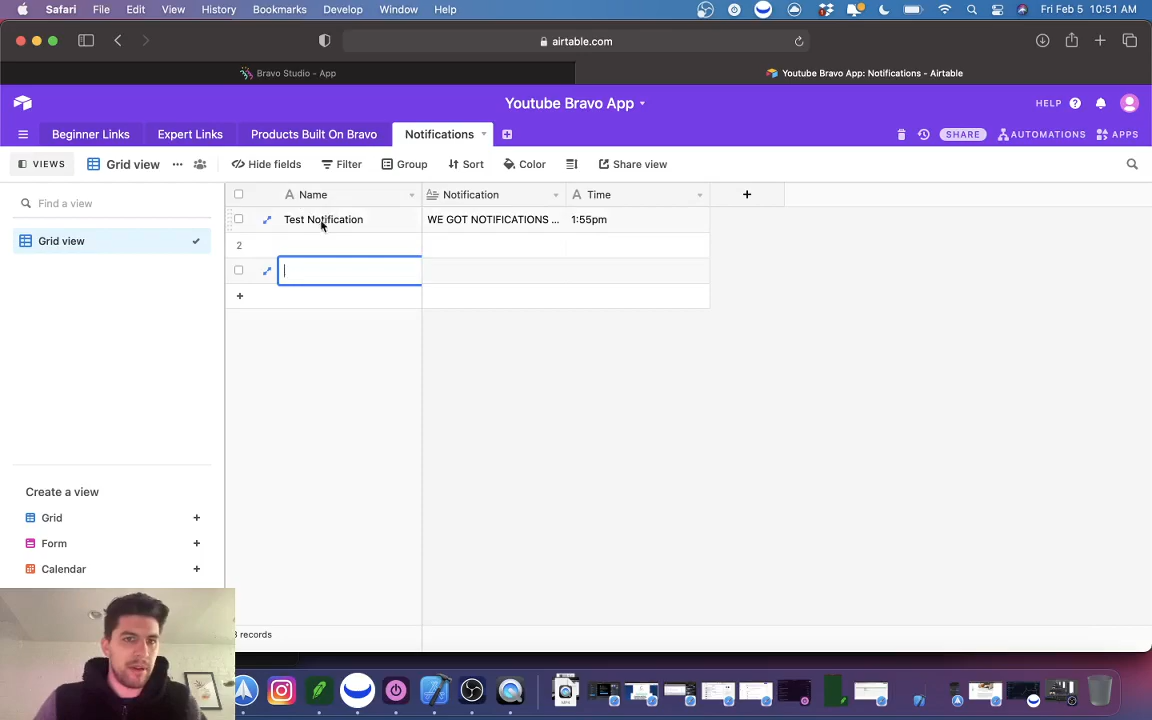 Safari File Edit View History Bookmarks Develop Window Help Fri Feb 5 10:51 AM
airtable.com
Bravo Studio - App Youtube Bravo App: Notifications - Airtable
Youtube Bravo App HELP
Beginner Links Expert Links Products Built On Bravo Notifications SHARE AUTOMATIONS APPS
VIEWS Grid view Hide fields Filter Group Sort Color Share view
Find a view
Name Notification Time
Test Notification WE GOT NOTIFICATIONS ... 1:55pm
Grid view
2
Create a view
Grid
Form
Calendar
records